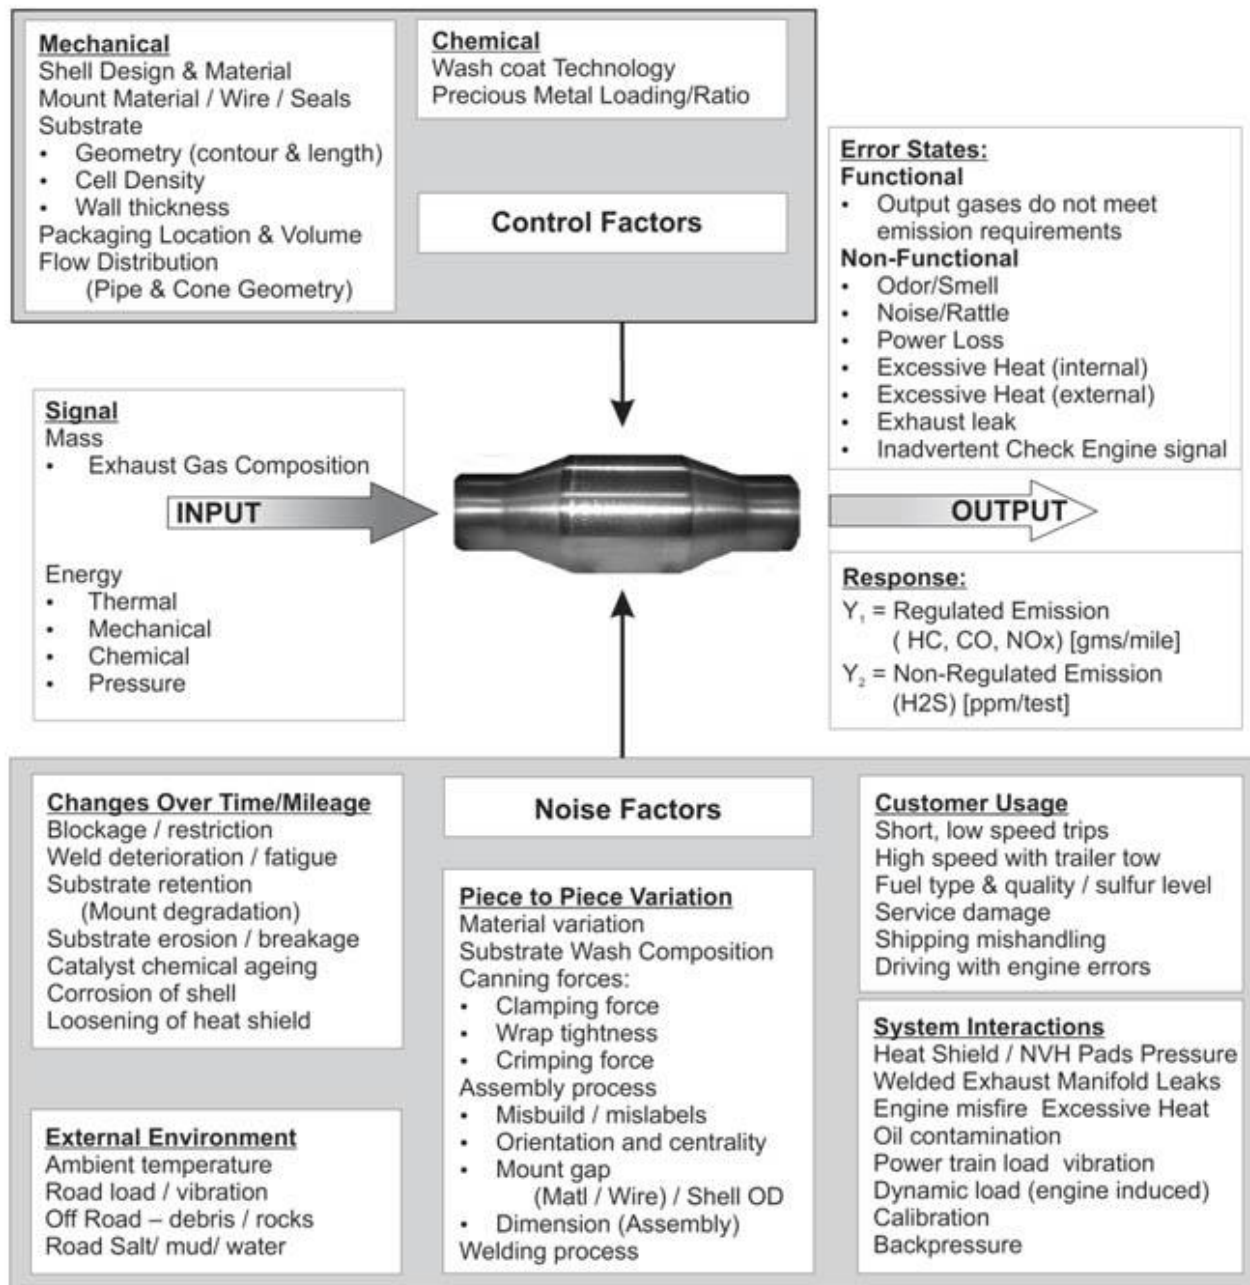 Mechanical
Shell Design & Material
Mount Material / Wire / Seals
Substrate
• Geometry (contour & length)
• Cell Density
• Wall thickness
Packaging Location & Volume
Flow Distribution
(Pipe & Cone Geometry)
Chemical
Wash coat Technology
Precious Metal Loading/Ratio
Control Factors
Error States:
Functional
• Output gases do not meet
emission requirements
Non-Functional
• Odor/Smell
• Noise/Rattle
• Power Loss
• Excessive Heat (internal)
• Excessive Heat (external)
• Exhaust leak
• Inadvertent Check Engine signal
Signal
Mass
• Exhaust Gas Composition
INPUT
Energy
• Thermal
• Mechanical
• Chemical
• Pressure
OUTPUT
Response:
Y₁ = Regulated Emission
( HC, CO, NOx) [gms/mile]
Y₂ = Non-Regulated Emission
(H2S) [ppm/test]
Changes Over Time/Mileage
Blockage / restriction
Weld deterioration / fatigue
Substrate retention
(Mount degradation)
Substrate erosion / breakage
Catalyst chemical ageing
Corrosion of shell
Loosening of heat shield
External Environment
Ambient temperature
Road load / vibration
Off Road – debris / rocks
Road Salt/ mud/ water
Noise Factors
Piece to Piece Variation
Material variation
Substrate Wash Composition
Canning forces:
• Clamping force
• Wrap tightness
• Crimping force
Assembly process
• Misbuild / mislabels
• Orientation and centrality
• Mount gap
(Matl / Wire) / Shell OD
• Dimension (Assembly)
Welding process
Customer Usage
Short, low speed trips
High speed with trailer tow
Fuel type & quality / sulfur level
Service damage
Shipping mishandling
Driving with engine errors
System Interactions
Heat Shield / NVH Pads Pressure
Welded Exhaust Manifold Leaks
Engine misfire Excessive Heat
Oil contamination
Power train load vibration
Dynamic load (engine induced)
Calibration
Backpressure